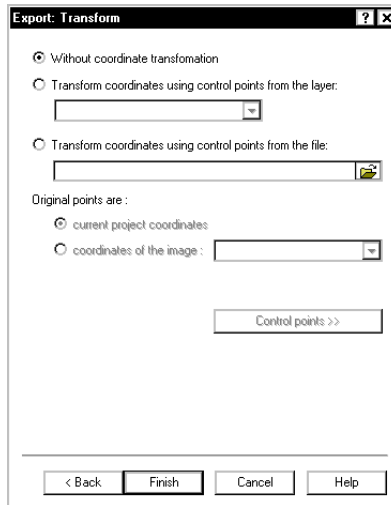 Export: Transform
Without coordinate transfomation
Transform coordinates using control points from the layer:
Transform coordinates using control points from the file:
Original points are :
current project coordinates
coordinates of the image :
Control points >>
< Back Finish Cancel Help